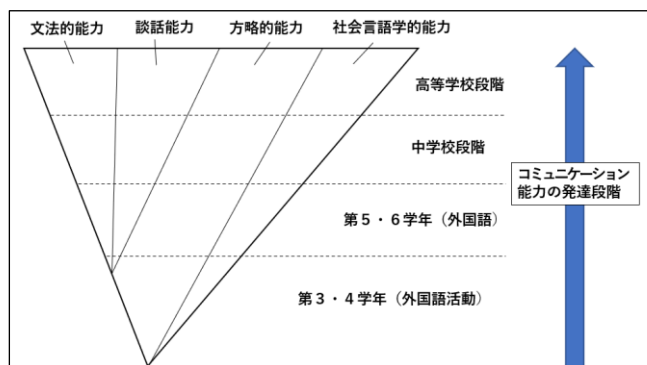 文法的能力 談話能力 方略的能力 社会言語学的能力
高等学校段階
中学校段階
コミュニケーション
能力の発達段階
第5・6学年（外国語）
第3・4学年（外国語活動）